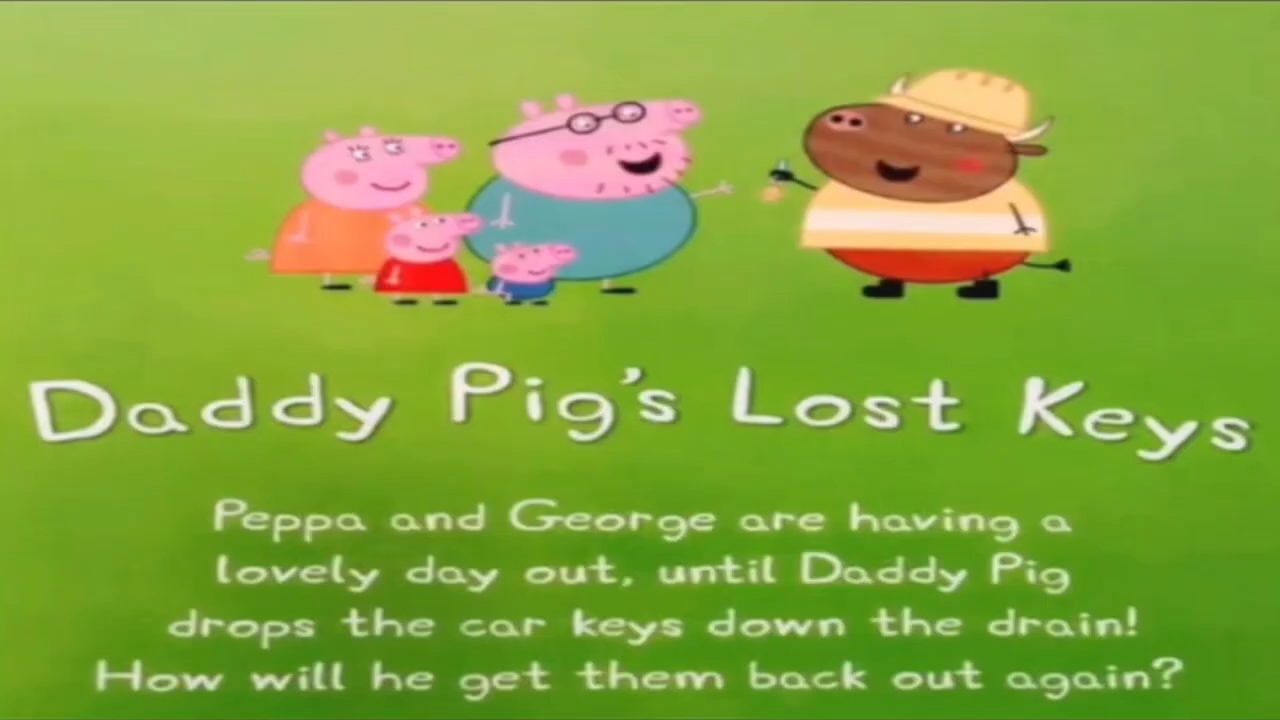 Daddy Pig's Lost Keys
Peppa and George are having a
lovely day out, until Daddy Pig
drops the car keys down the drain!
How will he get them back out again?